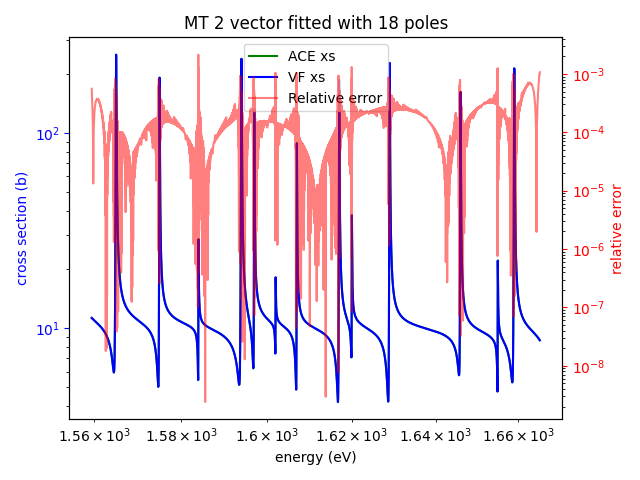 MT 2 vector fitted with 18 poles
ACE xs
VF xs
Relative error
cross section (b)
10²
10¹
relative error
10⁻³
10⁻⁴
10⁻⁵
10⁻⁶
10⁻⁷
10⁻⁸
1.56 × 10³
1.58 × 10³
1.6 × 10³
1.62 × 10³
1.64 × 10³
1.66 × 10³
energy (eV)